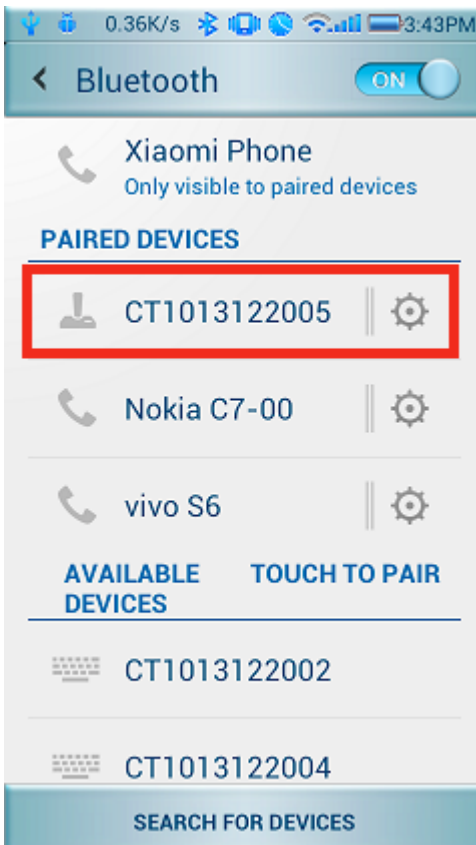 0.36K/s 3:43PM
Bluetooth ON
Xiaomi Phone
Only visible to paired devices
PAIRED DEVICES
CT1013122005
Nokia C7-00
vivo S6
AVAILABLE DEVICES TOUCH TO PAIR
CT1013122002
CT1013122004
SEARCH FOR DEVICES